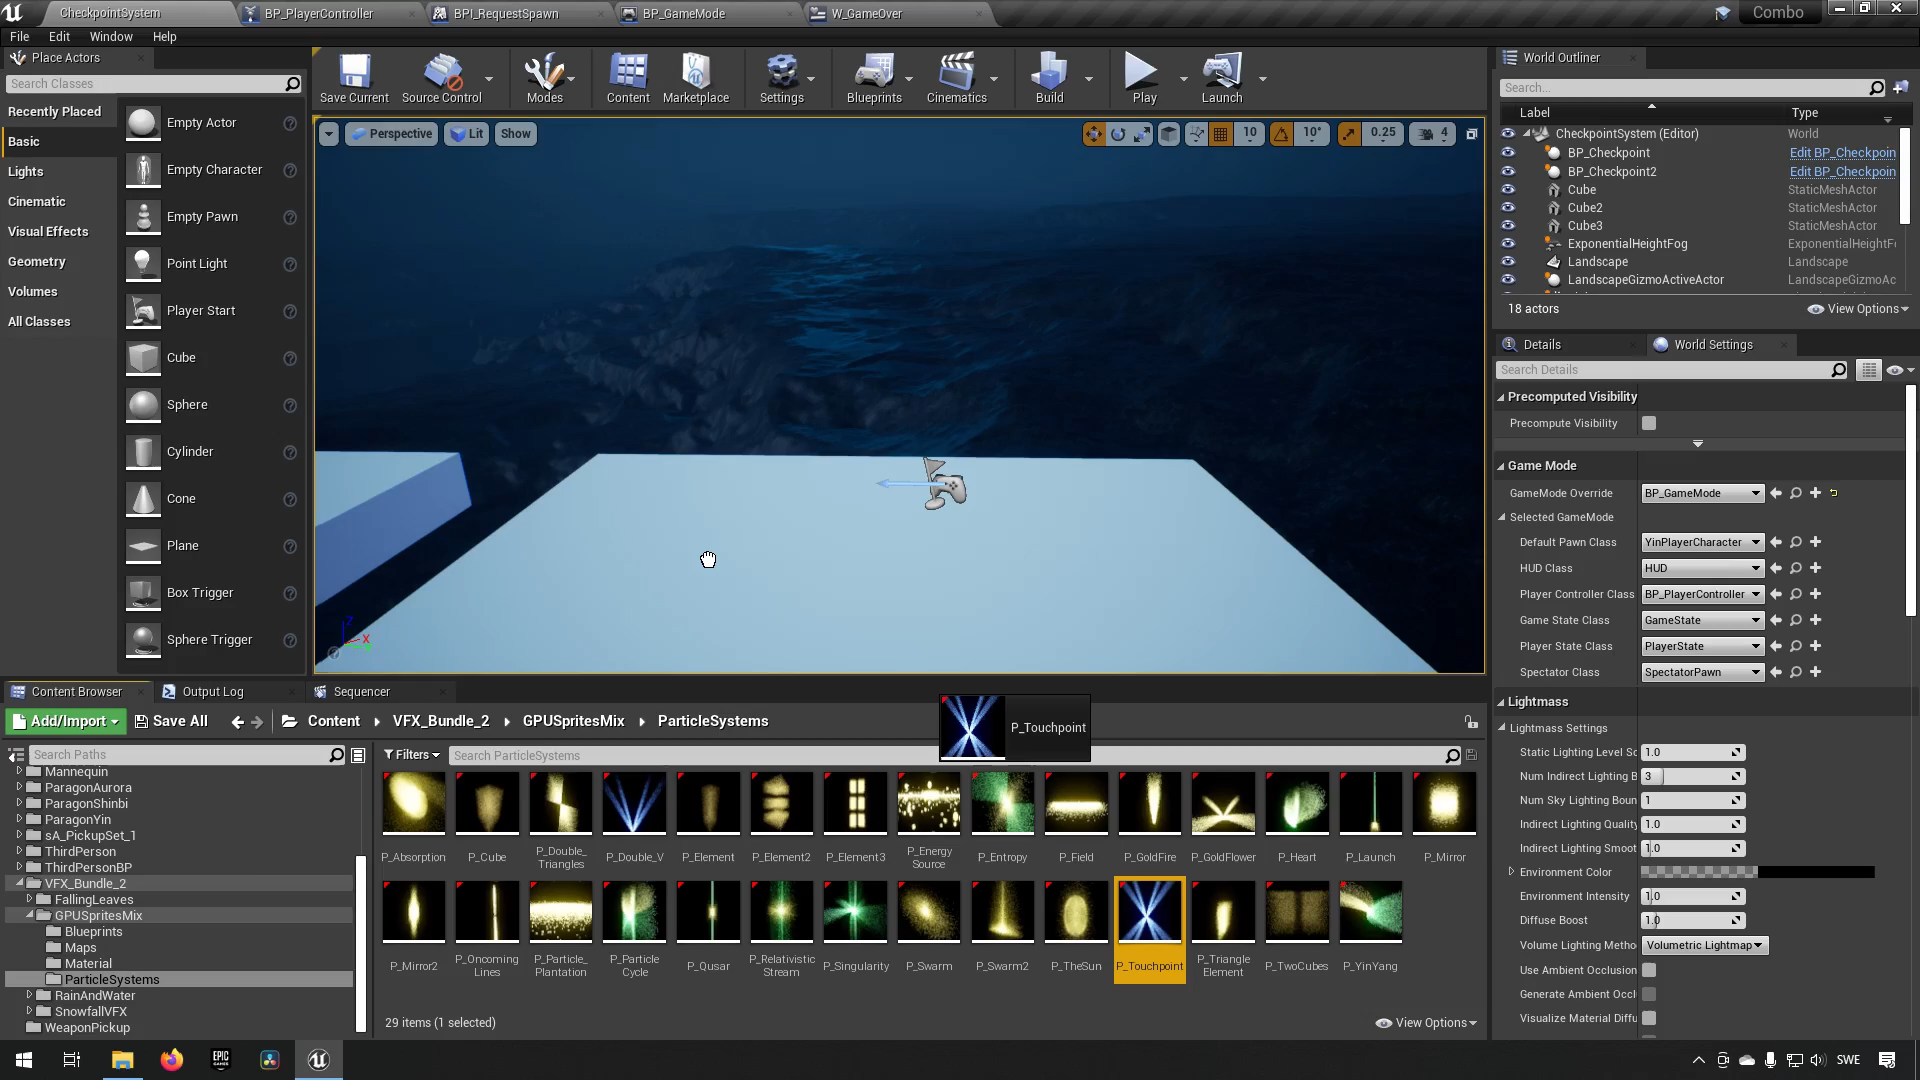 CheckpointSystem
BP_PlayerController
BPI_RequestSpawn
BP_GameMode
W_GameOver
Combo
File Edit Window Help
Place Actors
Search Classes
Recently Placed
Basic
Lights
Cinematic
Visual Effects
Geometry
Volumes
All Classes
Empty Actor
Empty Character
Empty Pawn
Point Light
Player Start
Cube
Sphere
Cylinder
Cone
Plane
Box Trigger
Sphere Trigger
Save Current Source Control Modes Content Marketplace Settings Blueprints Cinematics Build Play Launch
Perspective Lit Show
10 10° 0.25 4
Z
X
World Outliner
Search...
Label Type
CheckpointSystem (Editor) World
BP_Checkpoint Edit BP_Checkpoin
BP_Checkpoint2 Edit BP_Checkpoin
Cube StaticMeshActor
Cube2 StaticMeshActor
Cube3 StaticMeshActor
ExponentialHeightFog ExponentialHeightF
Landscape Landscape
LandscapeGizmoActiveActor LandscapeGizmoAc
18 actors View Options
Details World Settings
Search Details
Precomputed Visibility
Precompute Visibility
Game Mode
GameMode Override BP_GameMode
Selected GameMode
Default Pawn Class YinPlayerCharacter
HUD Class HUD
Player Controller Class BP_PlayerController
Game State Class GameState
Player State Class PlayerState
Spectator Class SpectatorPawn
Lightmass
Lightmass Settings
Static Lighting Level Sc 1.0
Num Indirect Lighting B 3
Num Sky Lighting Boun 1
Indirect Lighting Quality 1.0
Indirect Lighting Smoot 1.0
Environment Color
Environment Intensity 1.0
Diffuse Boost 1.0
Volume Lighting Metho Volumetric Lightmap
Use Ambient Occlusion
Generate Ambient Occl
Visualize Material Diffu
Content Browser Output Log Sequencer
Add/Import Save All Content VFX_Bundle_2 GPUSpritesMix ParticleSystems
P_Touchpoint
Search Paths
Filters Search ParticleSystems
Mannequin
ParagonAurora
ParagonShinbi
ParagonYin
sA_PickupSet_1
ThirdPerson
ThirdPersonBP
VFX_Bundle_2
FallingLeaves
GPUSpritesMix
Blueprints
Maps
Material
ParticleSystems
RainAndWater
SnowfallVFX
WeaponPickup
P_Absorption P_Cube P_Double_Triangles P_Double_V P_Element P_Element2 P_Element3 P_Energy Source P_Entropy P_Field P_GoldFire P_GoldFlower P_Heart P_Launch P_Mirror
P_Mirror2 P_Oncoming Lines P_Particle_Plantation P_Particle Cycle P_Qusar P_Relativistic Stream P_Singularity P_Swarm P_Swarm2 P_TheSun P_Touchpoint P_Triangle Element P_TwoCubes P_YinYang
29 items (1 selected) View Options
EPIC GAMES
SWE